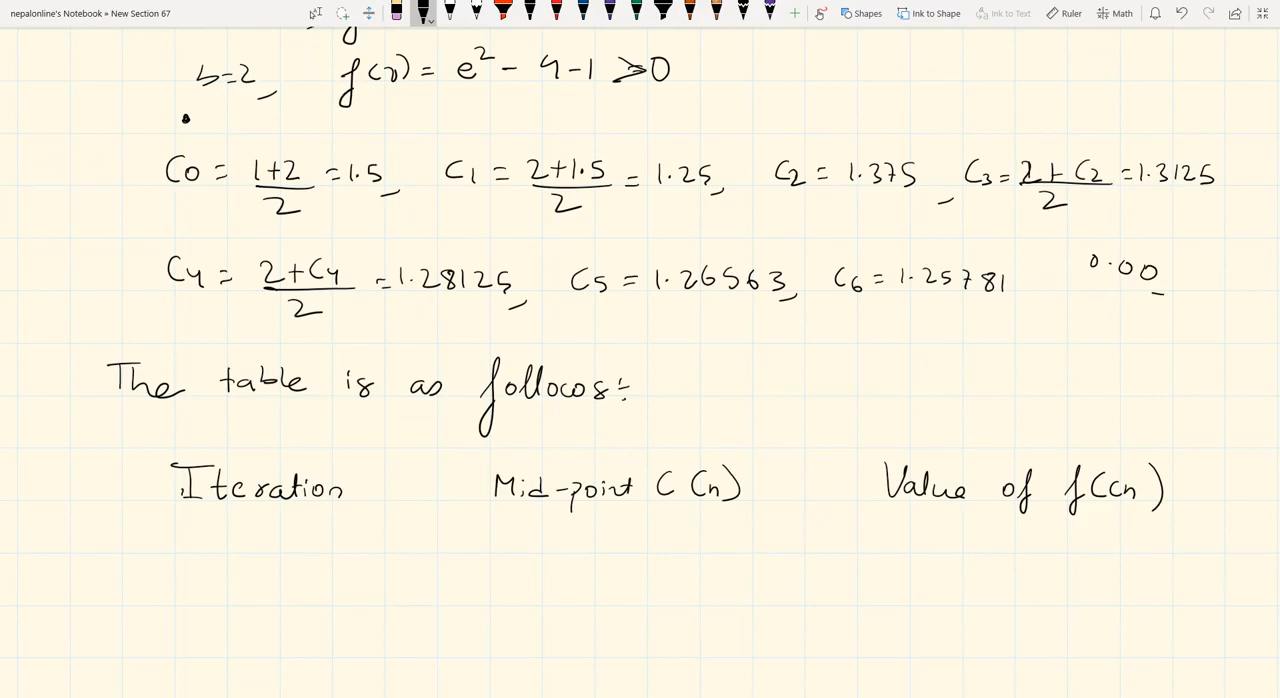 nepalonline's Notebook » New Section 67
Shapes Ink to Shape Ink to Text Ruler Math
b=2, f(2) = e² - 4 - 1 >0
C0 = 1+2/2 = 1.5, C1 = 2+1.5/2 = 1.25, C2 = 1.375, C3 = 2+C2/2 = 1.3125
C4 = 2+C4/2 = 1.28125, C5 = 1.26563, C6 = 1.25781 0.00
The table is as follows:
Iteration Mid-point C(n) Value of f(Cn)